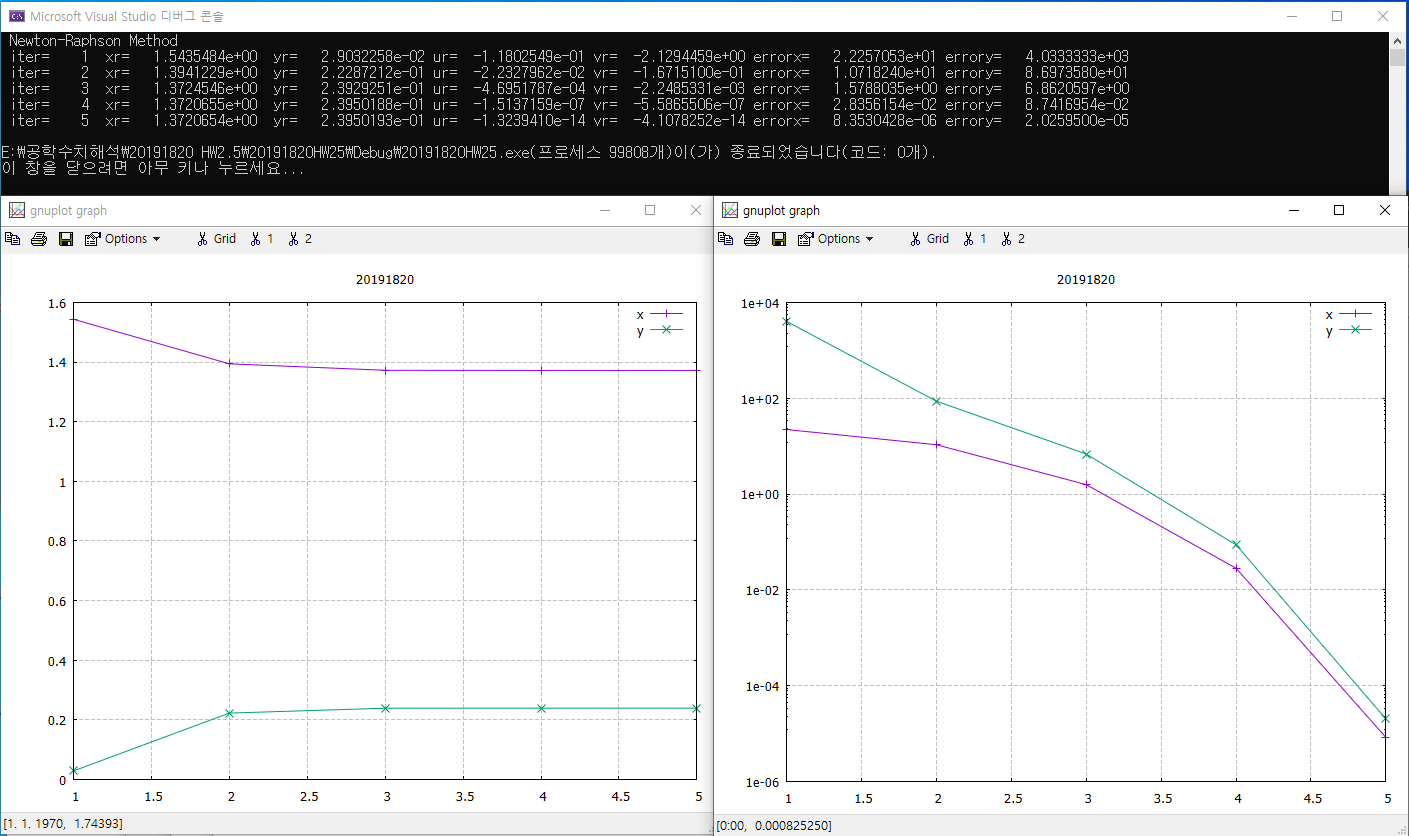 Microsoft Visual Studio 디버그 콘솔
Newton-Raphson Method
iter= 1 xr= 1.5435484e+00 yr= 2.9032258e-02 ur= -1.1802549e-01 vr= -2.1294459e+00 errorx= 2.2257053e+01 errory= 4.0333333e+03
iter= 2 xr= 1.3941229e+00 yr= 2.2287212e-01 ur= -2.2327962e-02 vr= -1.6715100e-01 errorx= 1.0718240e+01 errory= 8.6973580e+01
iter= 3 xr= 1.3724546e+00 yr= 2.3929251e-01 ur= -4.6951787e-04 vr= -2.2485331e-03 errorx= 1.5788035e+00 errory= 6.8620597e+00
iter= 4 xr= 1.3720655e+00 yr= 2.3950188e-01 ur= -1.5137159e-07 vr= -5.5865506e-07 errorx= 2.8356154e-02 errory= 8.7416954e-02
iter= 5 xr= 1.3720654e+00 yr= 2.3950193e-01 ur= -1.3239410e-14 vr= -4.1078252e-14 errorx= 8.3530428e-06 errory= 2.0259500e-05
E:₩공학수치해석₩20191820 HW2.5₩20191820HW25₩Debug₩20191820HW25.exe(프로세스 99808개)이(가) 종료되었습니다(코드: 0개).
이 창을 닫으려면 아무 키나 누르세요...
gnuplot graph
Options Grid 1 2
20191820
x
y
1.6
1.4
1.2
1
0.8
0.6
0.4
0.2
0
1 1.5 2 2.5 3 3.5 4 4.5 5
[1. 1. 1970, 1.74393]
gnuplot graph
Options Grid 1 2
20191820
x
y
1e+04
1e+02
1e+00
1e-02
1e-04
1e-06
1 1.5 2 2.5 3 3.5 4 4.5 5
[0:00, 0.000825250]